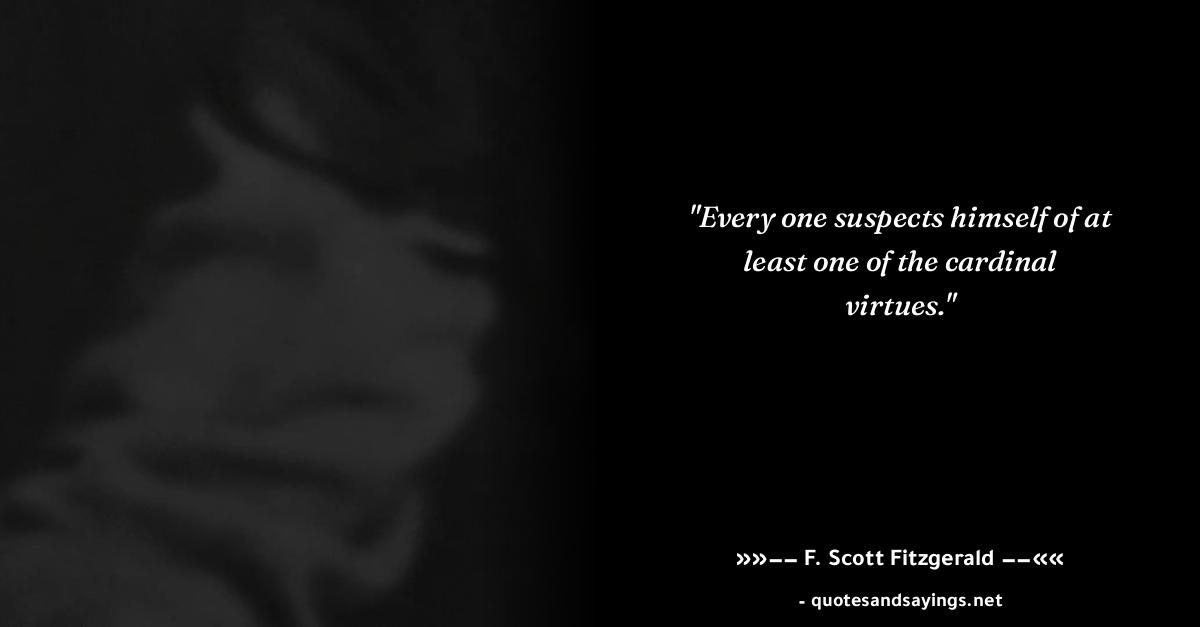 "Every one suspects himself of at
least one of the cardinal
virtues."
»»–– F. Scott Fitzgerald ––««
- quotesandsayings.net